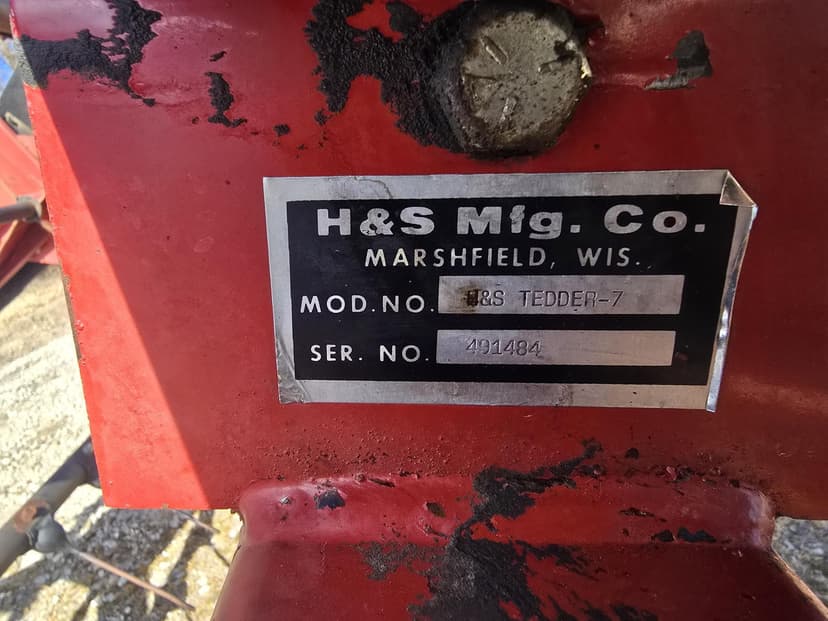 H&S Mfg. Co.
MARSHFIELD, WIS.
MOD.NO. H&S TEDDER-7
SER. NO. 491484